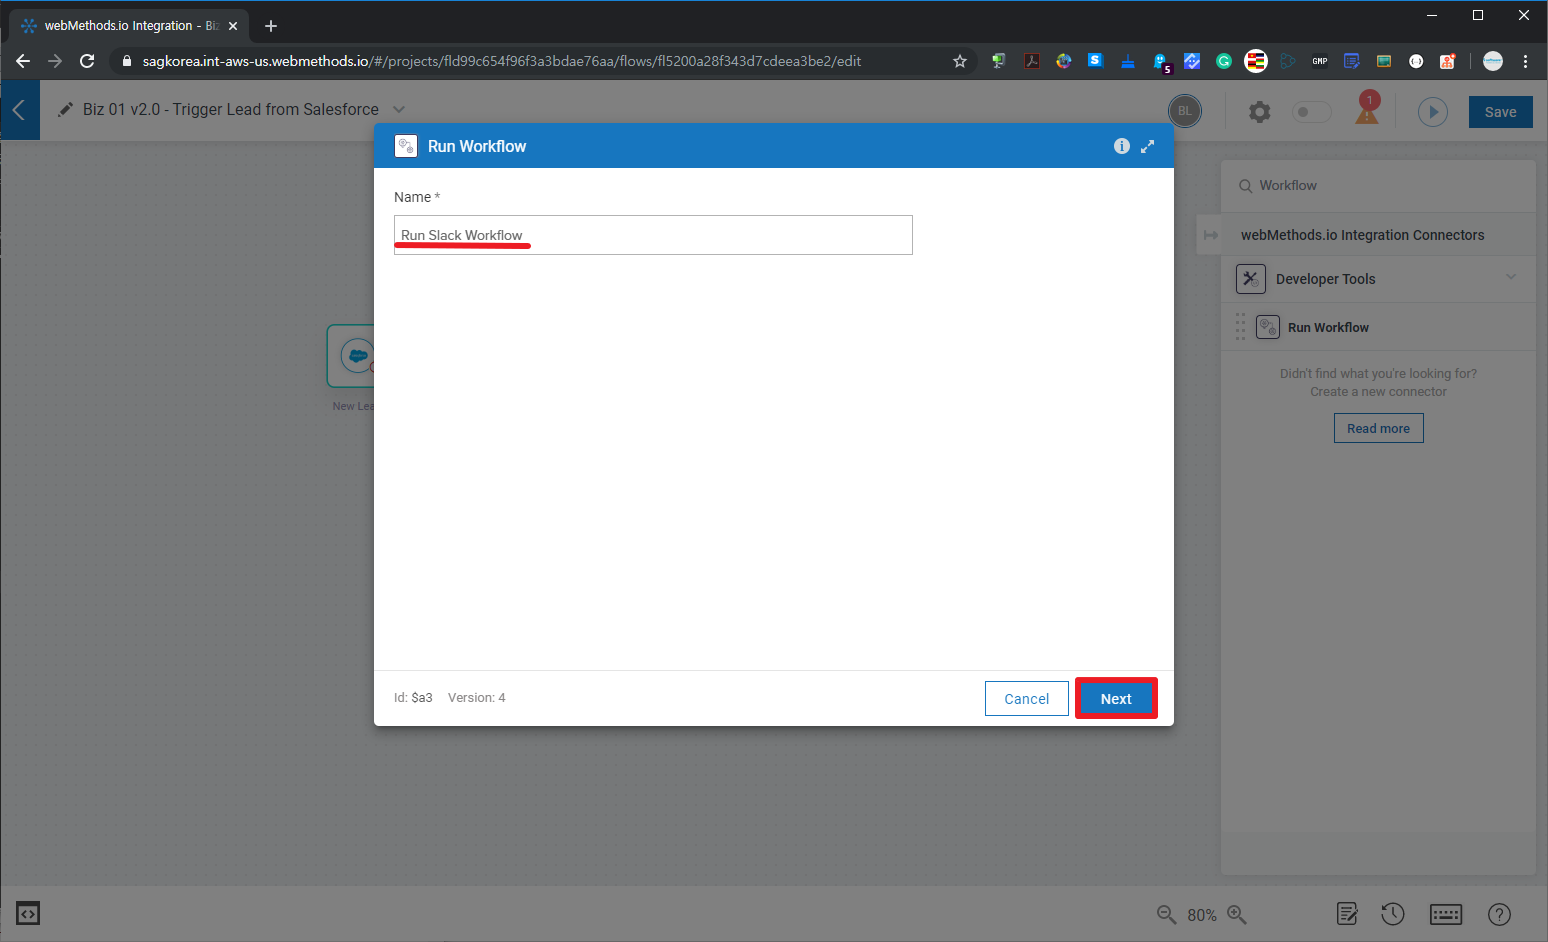 webMethods.io Integration - Biz
sagkorea.int-aws-us.webmethods.io/#/projects/fld99c654f96f3a3bdae76aa/flows/fl5200a28f343d7cdeea3be2/edit
5
GMP
Biz 01 v2.0 - Trigger Lead from Salesforce
BL
1
Save
Run Workflow
Name *
Run Slack Workflow
New Lea
Id: $a3 Version: 4
Cancel
Next
Workflow
webMethods.io Integration Connectors
Developer Tools
Run Workflow
Didn't find what you're looking for?
Create a new connector
Read more
80%